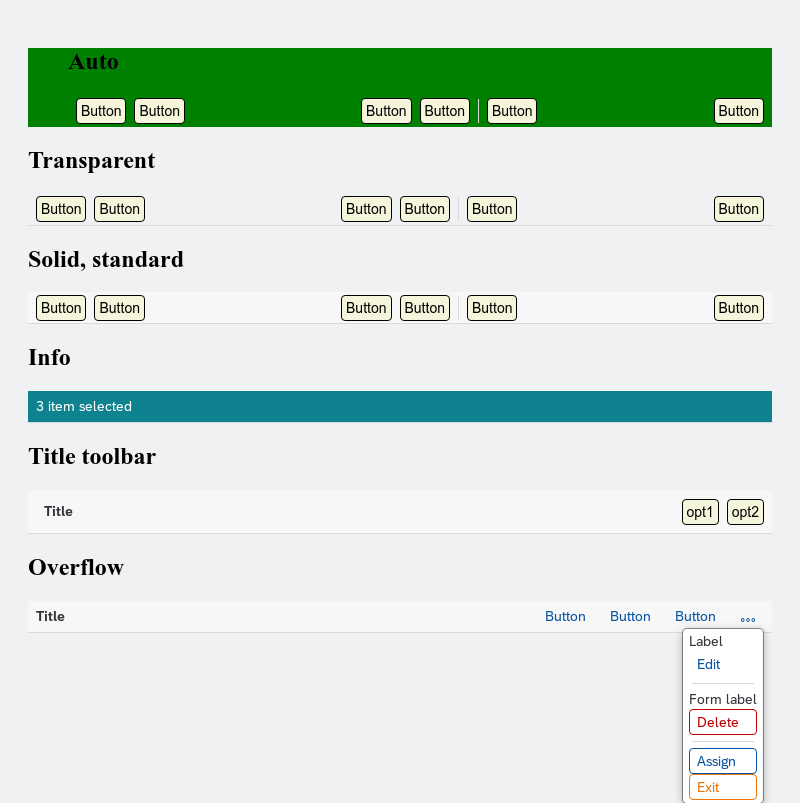 Auto
Button Button Button Button Button Button
Transparent
Button Button Button Button Button Button
Solid, standard
Button Button Button Button Button Button
Info
3 item selected
Title toolbar
Title opt1 opt2
Overflow
Title Button Button Button
Label
Edit
Form label
Delete
Assign
Exit